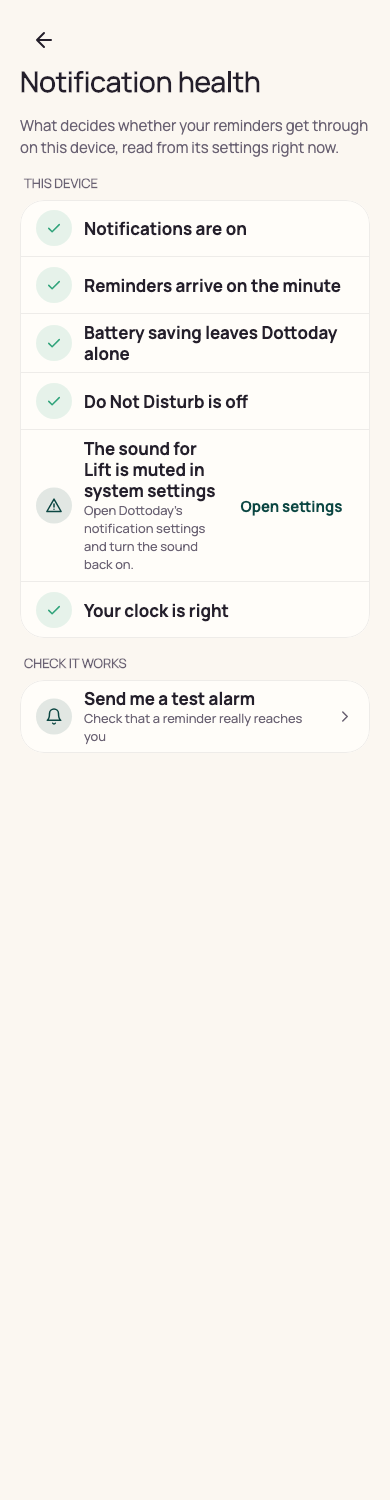 Notification health
What decides whether your reminders get through
on this device, read from its settings right now.
THIS DEVICE
Notifications are on
Reminders arrive on the minute
Battery saving leaves Dottoday
alone
Do Not Disturb is off
The sound for
Lift is muted in
system settings
Open Dottoday's
notification settings
and turn the sound
back on.
Open settings
Your clock is right
CHECK IT WORKS
Send me a test alarm
Check that a reminder really reaches
you